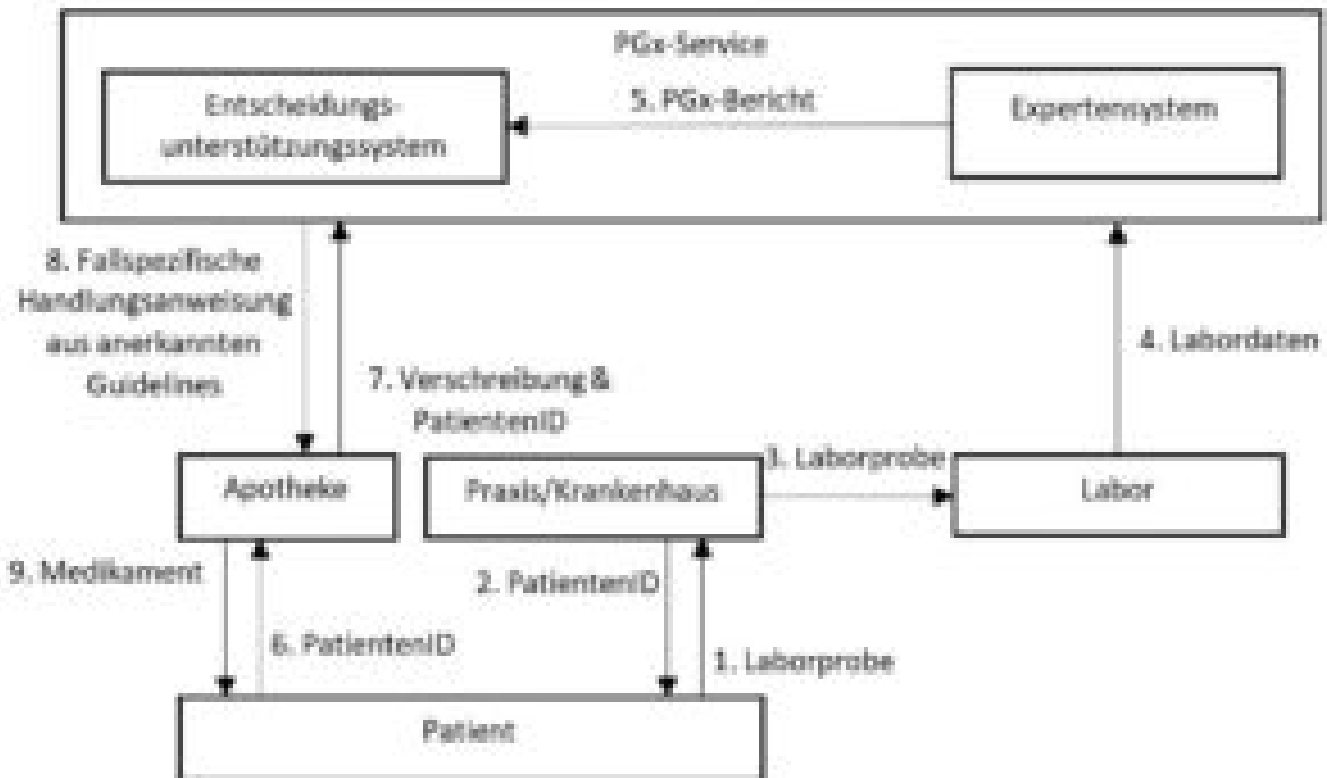 PGx-Service
Entscheidungs-
unterstützungssystem
5. PGx-Bericht
Expertensystem
8. Fallspezifische
Handlungsanweisung
aus anerkannten
Guidelines
7. Verschreibung &
PatientenID
4. Labordaten
Apotheke
Praxis/Krankenhaus
3. Laborprobe
Labor
9. Medikament
2. PatientenID
6. PatientenID
1. Laborprobe
Patient